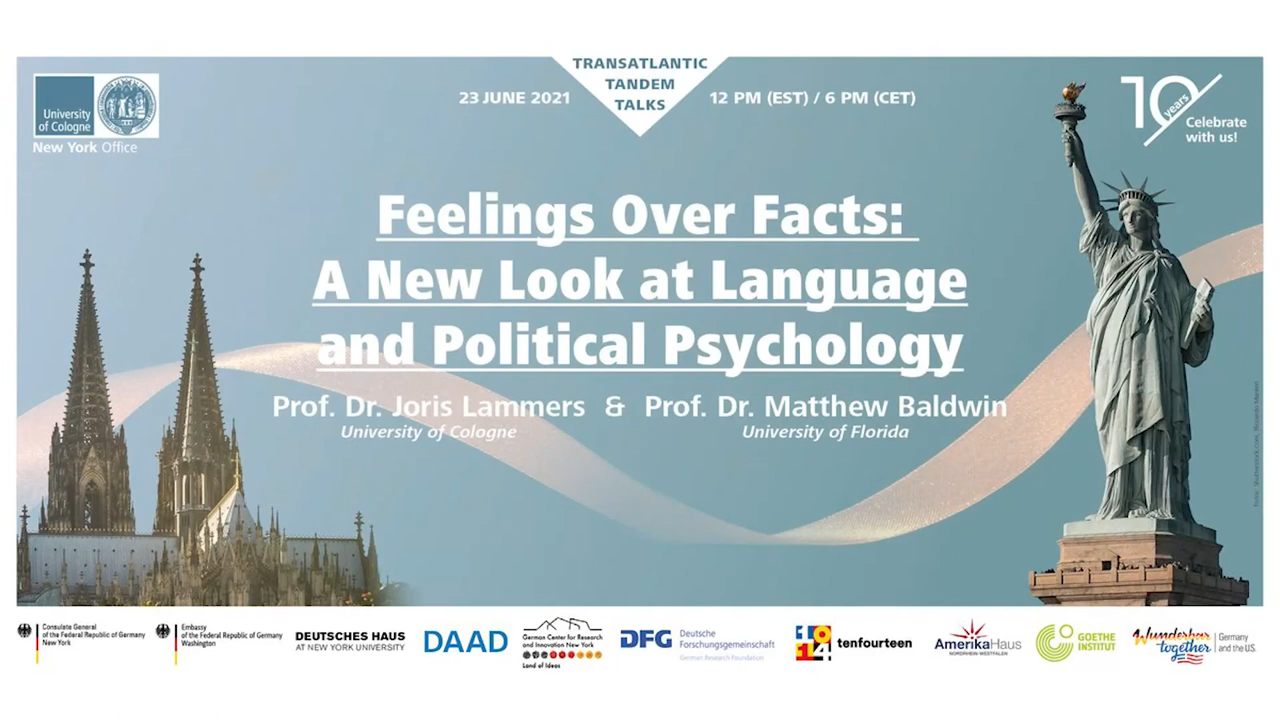 TRANSATLANTIC
TANDEM
TALKS
23 JUNE 2021
12 PM (EST) / 6 PM (CET)
University
of Cologne
New York Office
10
years
Celebrate
with us!
Feelings Over Facts:
A New Look at Language
and Political Psychology
Prof. Dr. Joris Lammers & Prof. Dr. Matthew Baldwin
University of Cologne
University of Florida
Consulate General
of the Federal Republic of Germany
New York
Embassy
of the Federal Republic of Germany
Washington
DEUTSCHES HAUS
AT NEW YORK UNIVERSITY
DAAD
German Center for Research
and Innovation New York
Land of Ideas
DFG
Deutsche
Forschungsgemeinschaft
German Research Foundation
1014
tenfourteen
AmerikaHaus
NORDRHEIN-WESTFALEN
GOETHE
INSTITUT
Wunderbar
together
Germany
and the U.S.